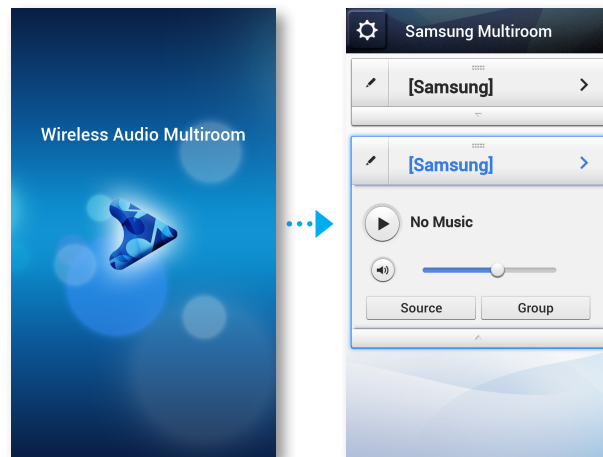 Wireless Audio Multiroom
Samsung Multiroom
[Samsung]
[Samsung]
No Music
Source Group